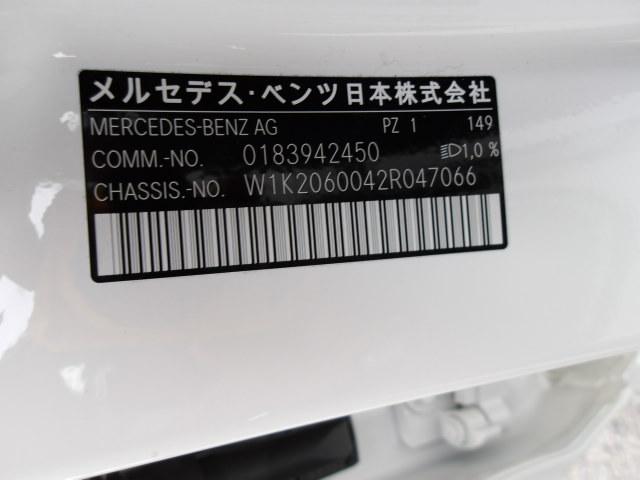 メルセデス・ベンツ日本株式会社
MERCEDES-BENZ AG PZ 1 149
COMM.-NO. 0183942450 1,0 %
CHASSIS.-NO. W1K2060042R047066